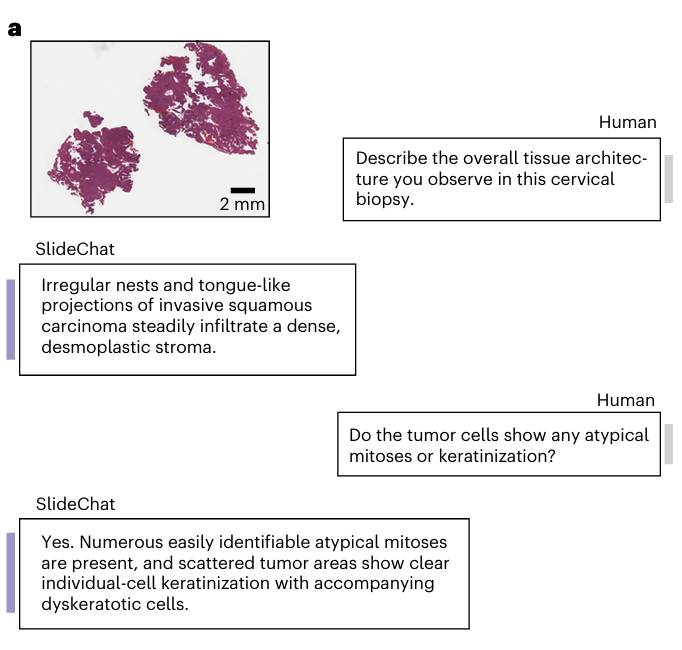 a
2 mm
Human
Describe the overall tissue architec-
ture you observe in this cervical
biopsy.
SlideChat
Irregular nests and tongue-like
projections of invasive squamous
carcinoma steadily infiltrate a dense,
desmoplastic stroma.
Human
Do the tumor cells show any atypical
mitoses or keratinization?
SlideChat
Yes. Numerous easily identifiable atypical mitoses
are present, and scattered tumor areas show clear
individual-cell keratinization with accompanying
dyskeratotic cells.